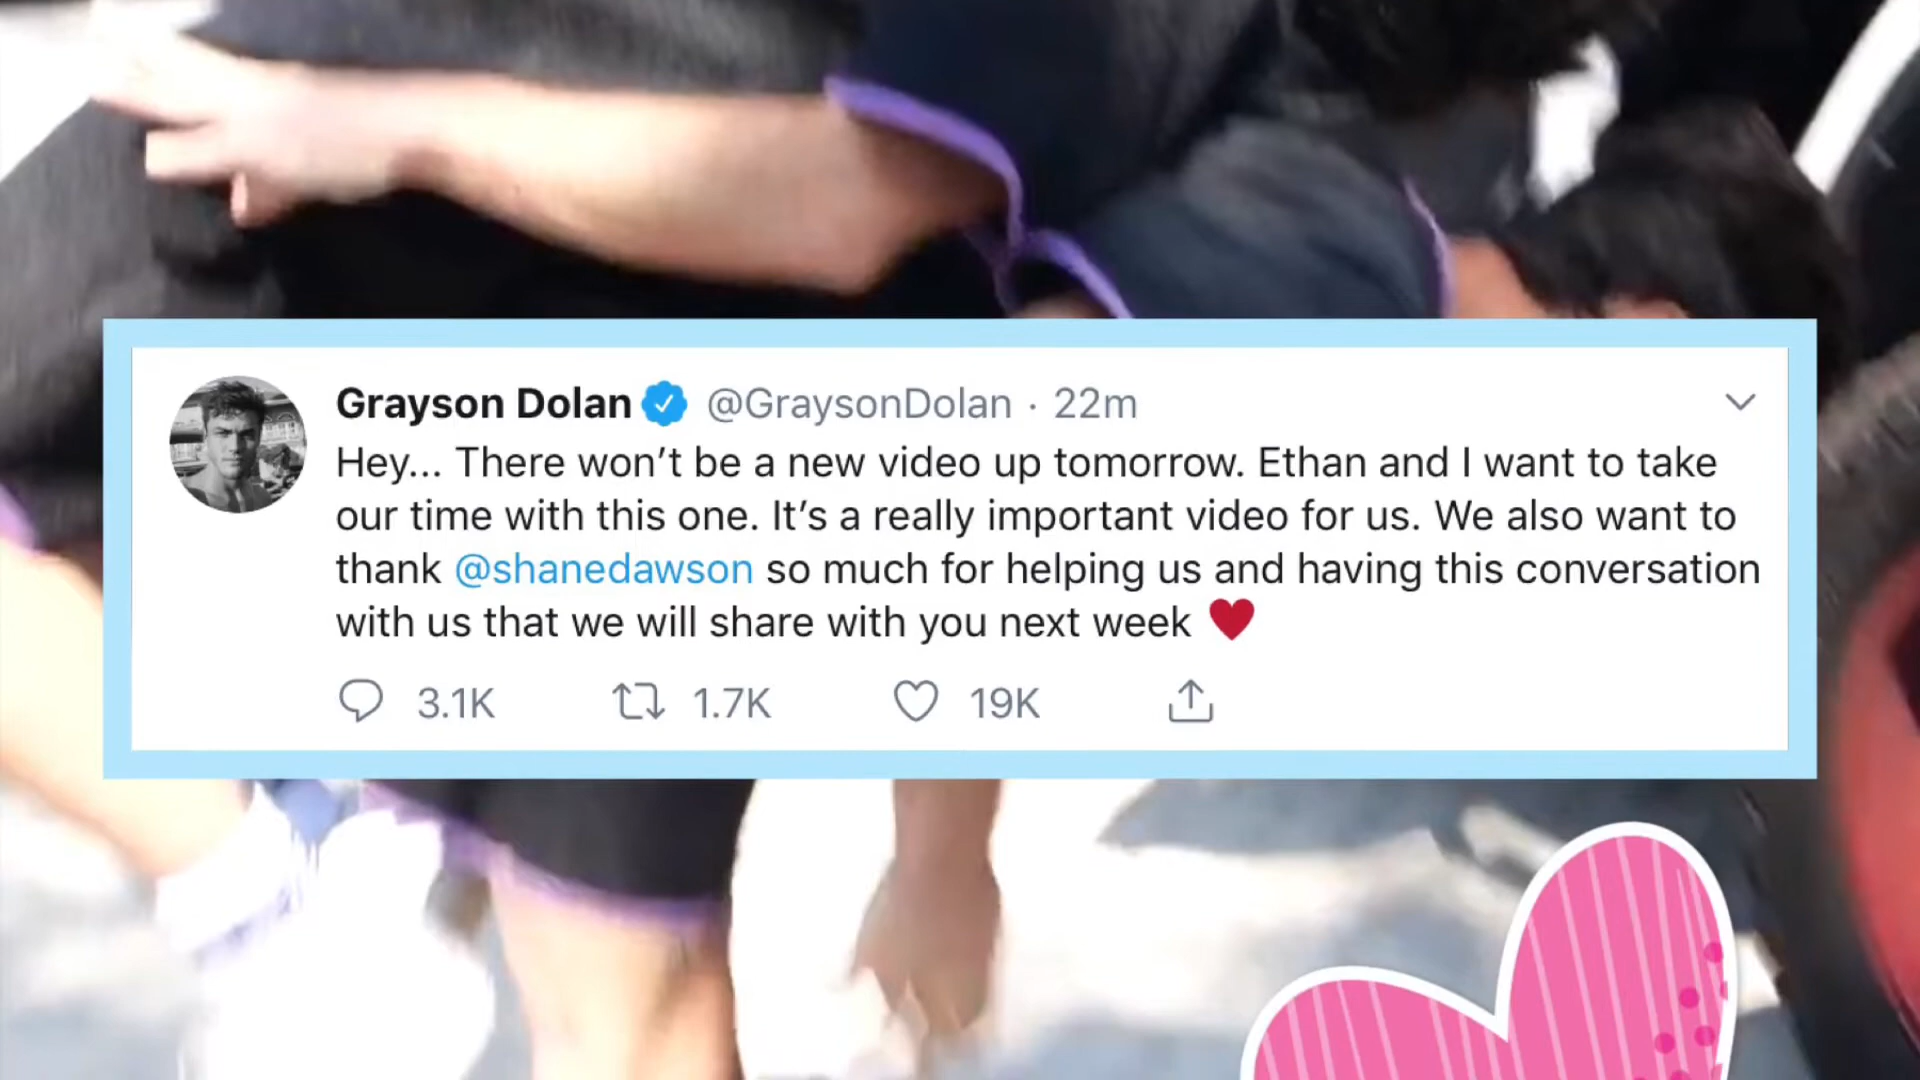 Grayson Dolan @GraysonDolan · 22m
Hey... There won’t be a new video up tomorrow. Ethan and I want to take
our time with this one. It’s a really important video for us. We also want to
thank @shanedawson so much for helping us and having this conversation
with us that we will share with you next week ❤️
3.1K 1.7K 19K